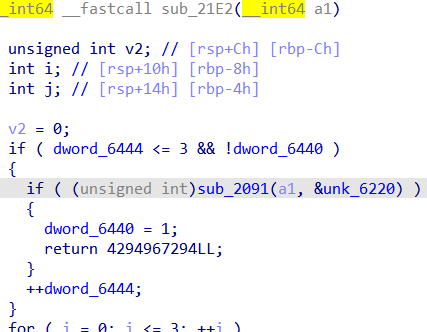 _int64 __fastcall sub_21E2(__int64 a1)
unsigned int v2; // [rsp+Ch] [rbp-Ch]
int i; // [rsp+10h] [rbp-8h]
int j; // [rsp+14h] [rbp-4h]
v2 = 0;
if ( dword_6444 <= 3 && !dword_6440 )
{
if ( (unsigned int)sub_2091(a1, &unk_6220) )
{
dword_6440 = 1;
return 4294967294LL;
}
++dword_6444;
}
for ( i = 0; i <= 3; ++i )